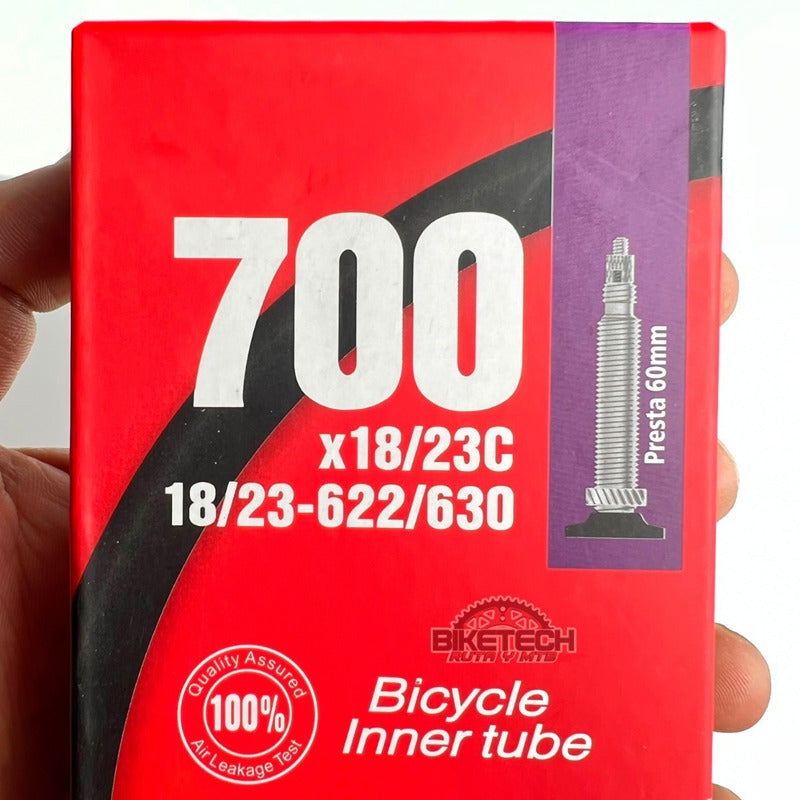 700
x18/23C
18/23-622/630
Presta 60mm
BIKETECH
RUTA Y MTB
Quality Assured
100%
Air Leakage Test
Bicycle
Inner tube